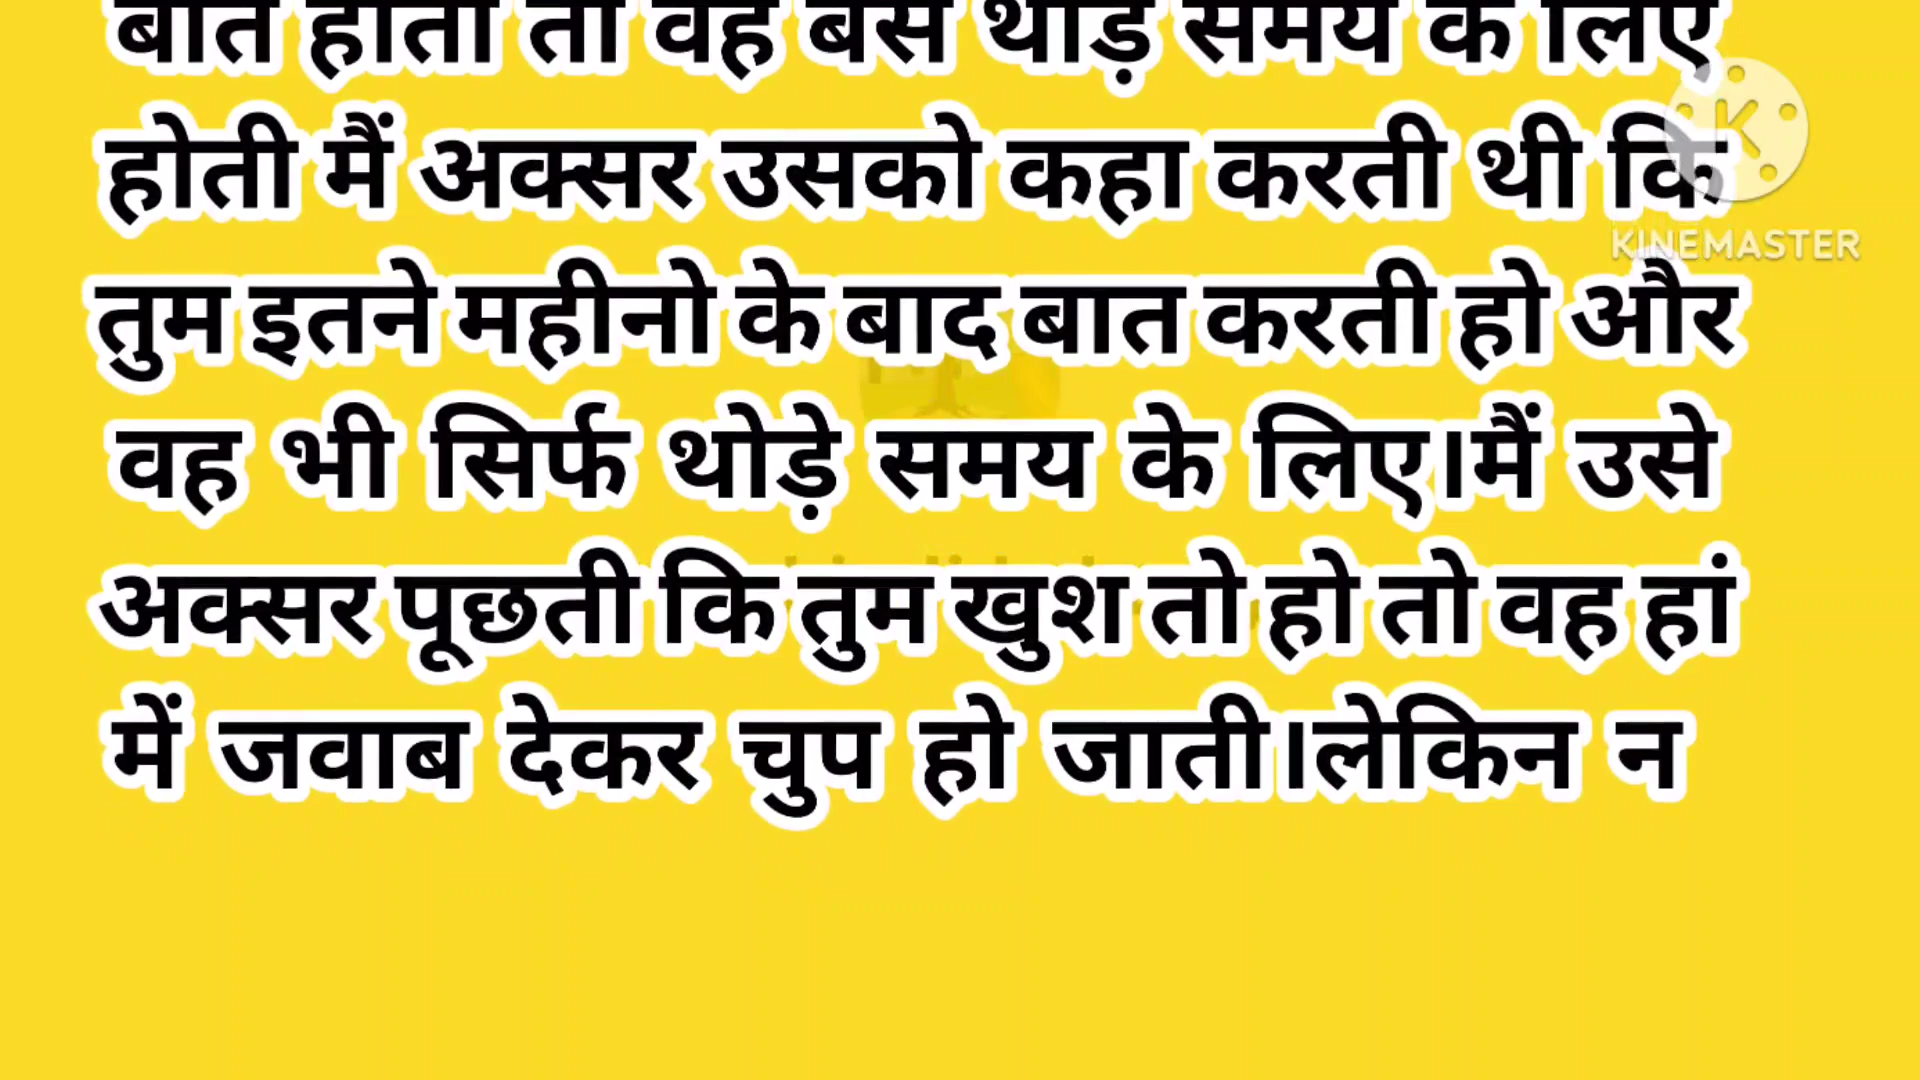 बात होती तो वह बस थोड़े समय के लिए
होती मैं अक्सर उसको कहा करती थी कि
KINEMASTER
तुम इतने महीनो के बाद बात करती हो और
वह भी सिर्फ थोड़े समय के लिए।मैं उसे
अक्सर पूछती कि तुम खुश तो हो तो वह हां
में जवाब देकर चुप हो जाती।लेकिन न